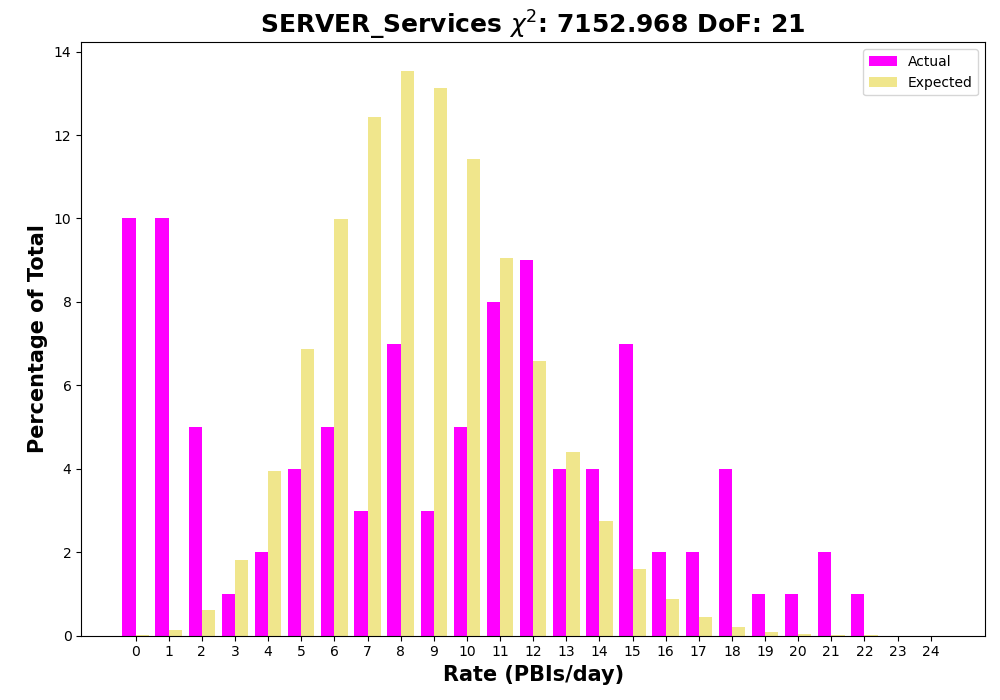 SERVER_Services χ²: 7152.968 DoF: 21
Actual
Expected
14
12
10
8
6
4
2
0
Percentage of Total
0 1 2 3 4 5 6 7 8 9 10 11 12 13 14 15 16 17 18 19 20 21 22 23 24
Rate (PBIs/day)